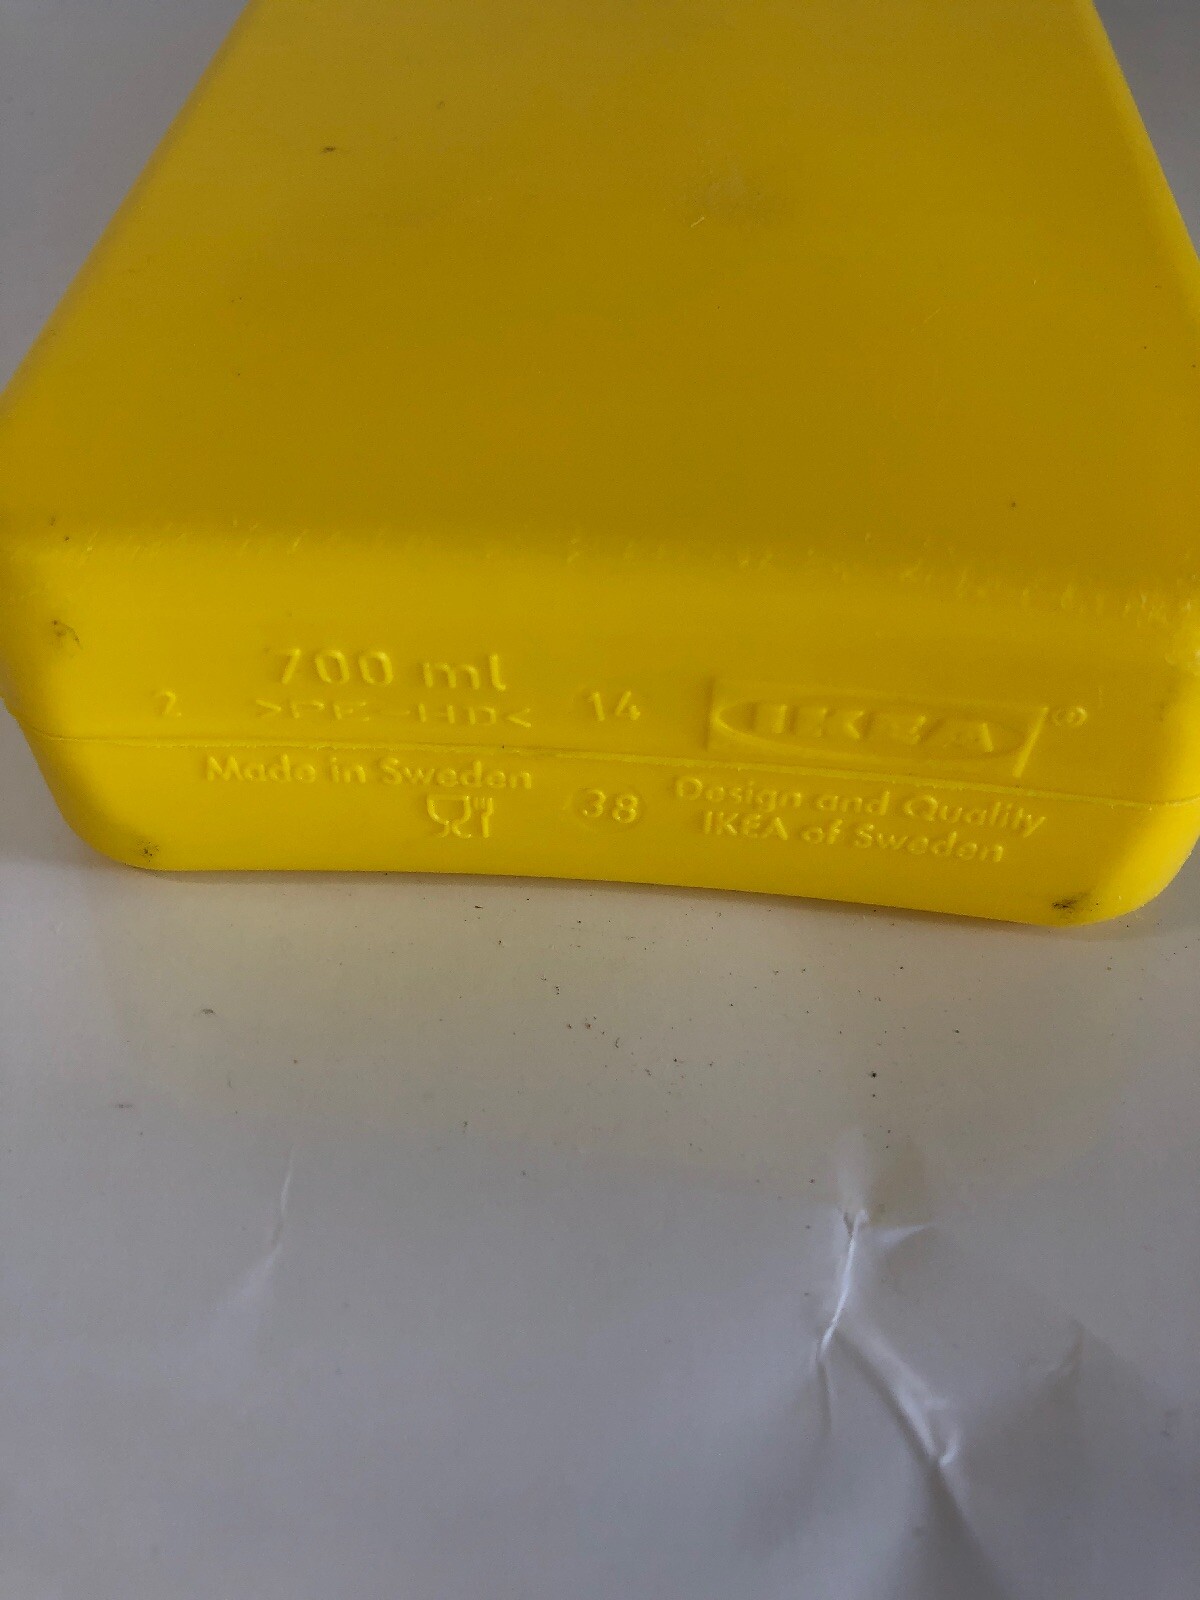 700 ml
2 >PE-HD< 14 IKEA®
Made in Sweden
38
Design and Quality
IKEA of Sweden